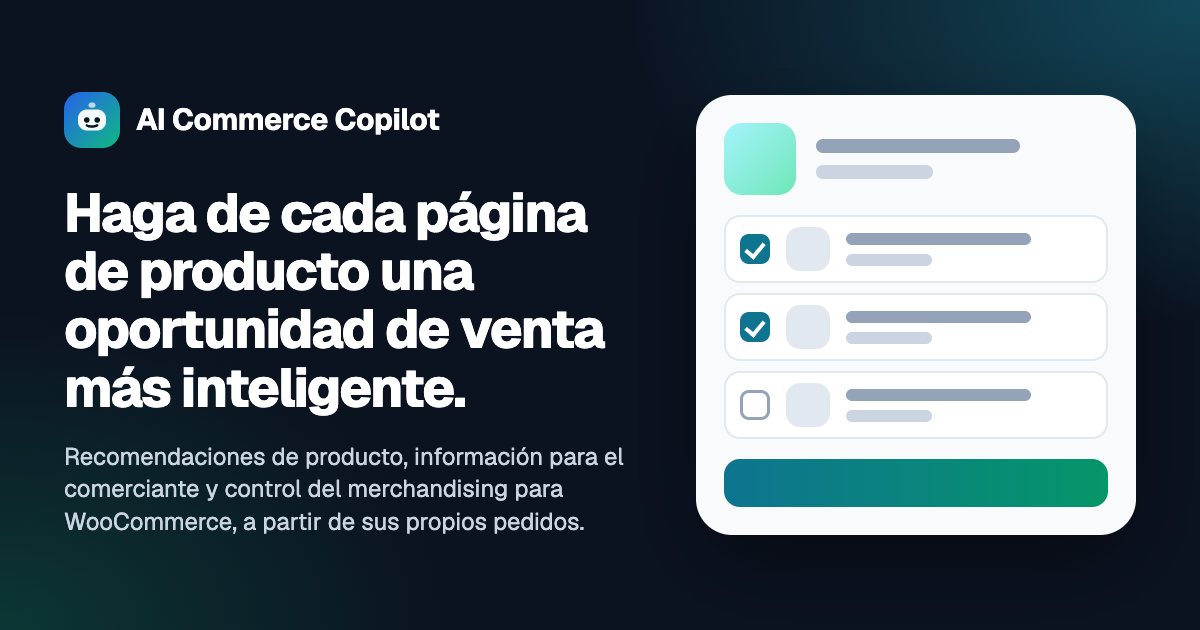 AI Commerce Copilot
Haga de cada página
de producto una
oportunidad de venta
más inteligente.
Recomendaciones de producto, información para el
comerciante y control del merchandising para
WooCommerce, a partir de sus propios pedidos.